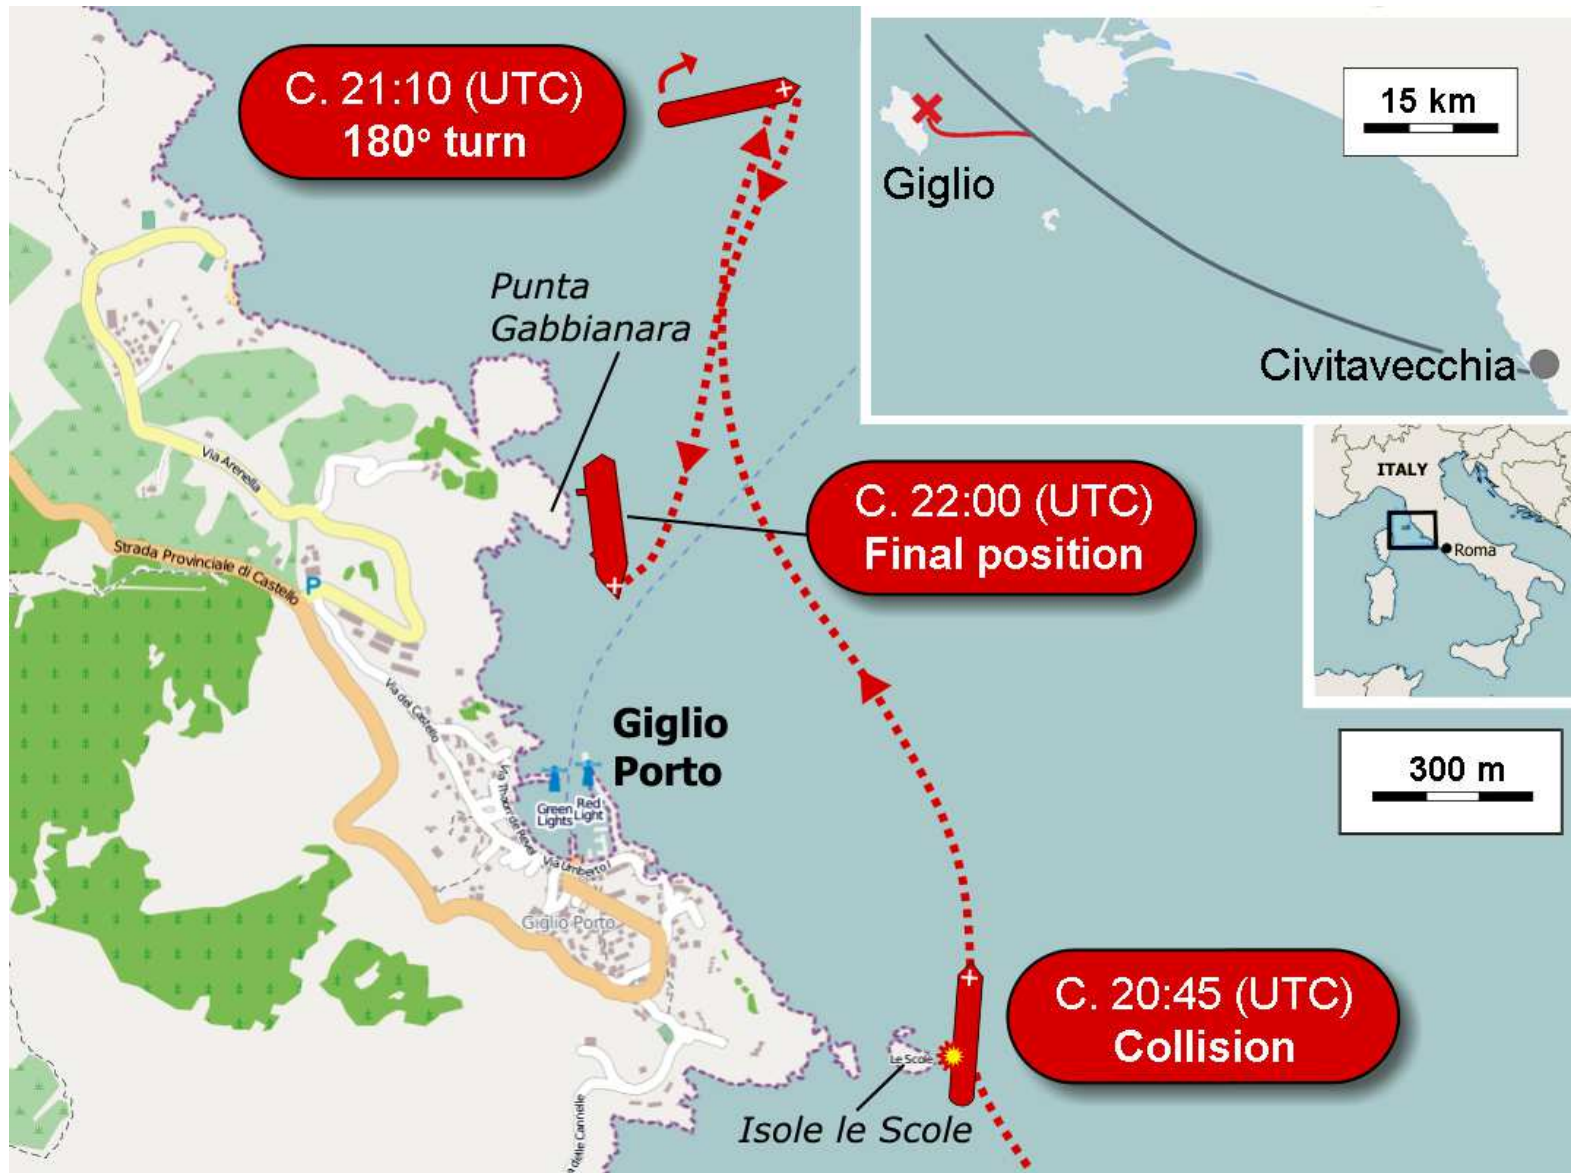 C. 21:10 (UTC)
180° turn
15 km
Giglio
Civitavecchia
Punta
Gabbianara
ITALY
Roma
C. 22:00 (UTC)
Final position
Via Arenella
Strada Provinciale di Castello
P
Via del Castello
Giglio
Porto
300 m
Via Thaon de Revel
Green
Lights
Red
Light
Via Umberto I
Giglio Porto
C. 20:45 (UTC)
Collision
Le Scole
Isole le Scole
delle Cannelle